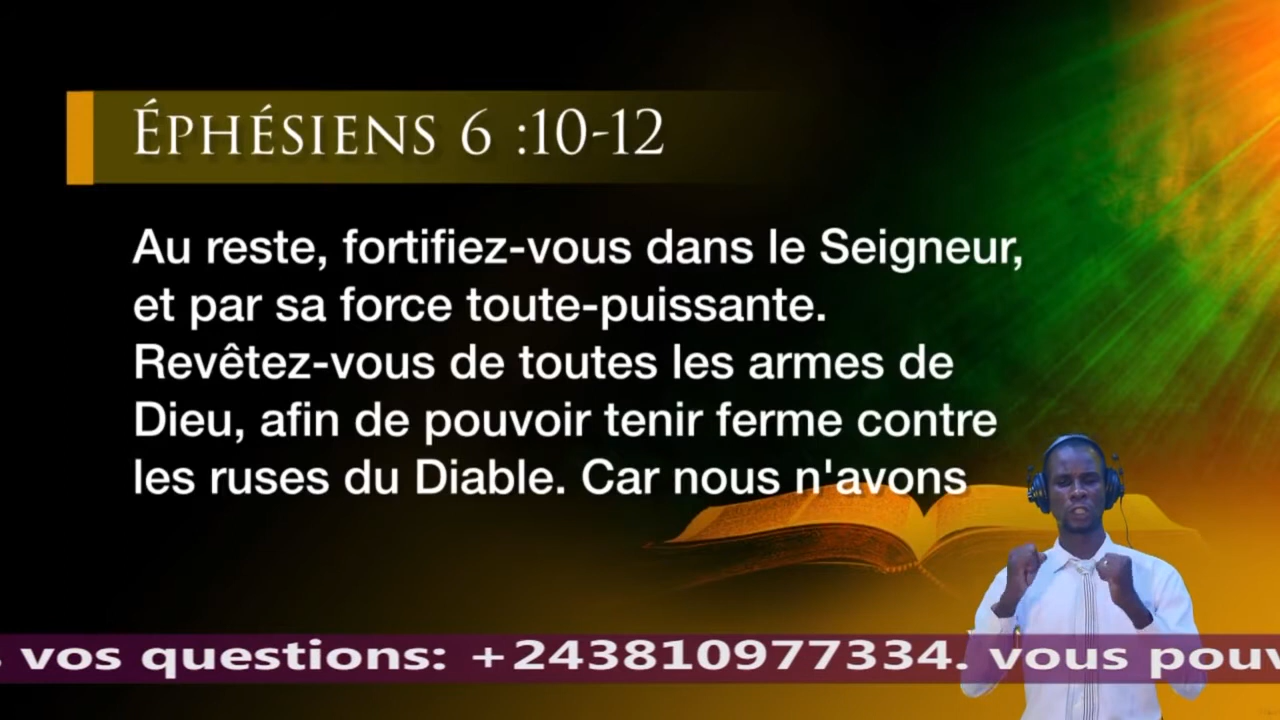 ÉPHÉSIENS 6 :10-12
Au reste, fortifiez-vous dans le Seigneur,
et par sa force toute-puissante.
Revêtez-vous de toutes les armes de
Dieu, afin de pouvoir tenir ferme contre
les ruses du Diable. Car nous n'avons
vos questions: +243810977334. vous pouv